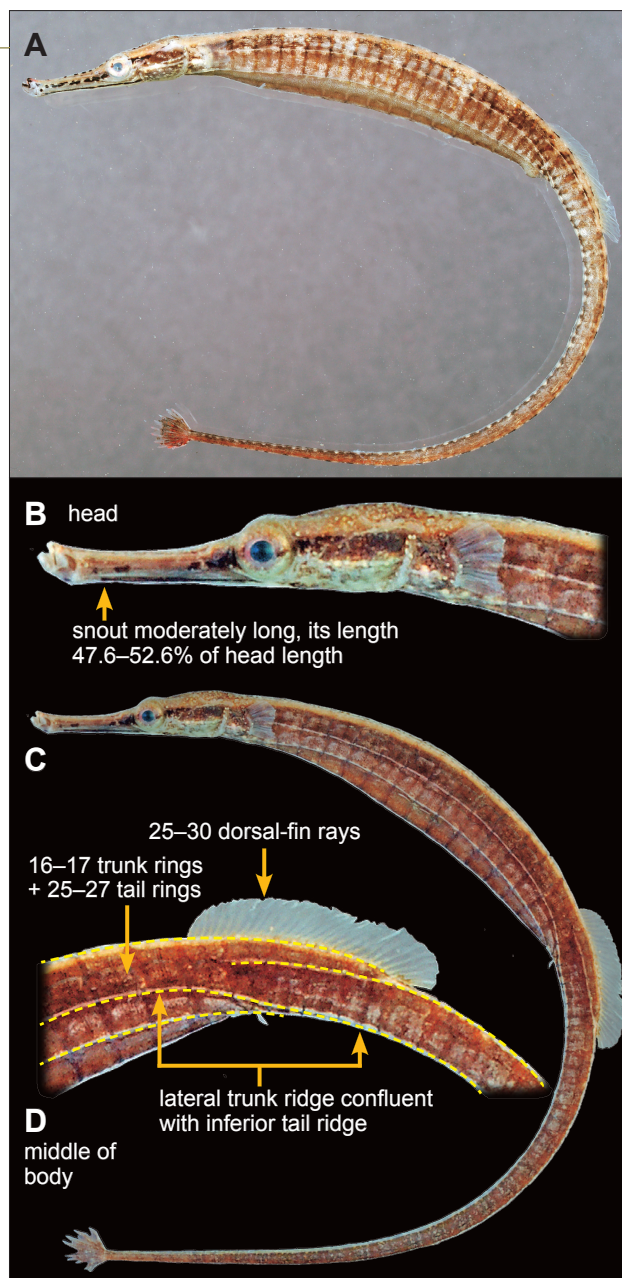 A
B head
snout moderately long, its length
47.6–52.6% of head length
C
25–30 dorsal-fin rays
16–17 trunk rings
+ 25–27 tail rings
lateral trunk ridge confluent
with inferior tail ridge
D
middle of
body